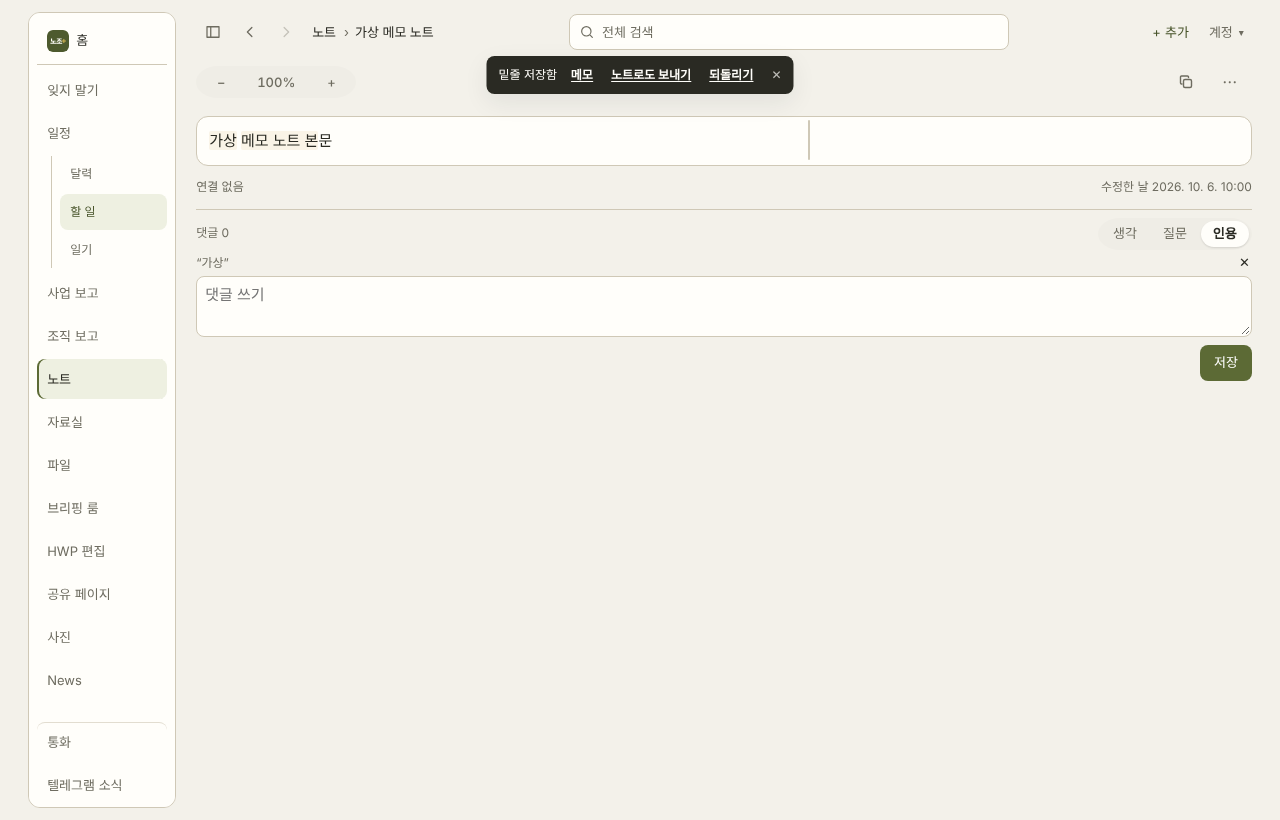 노조+ 홈
잊지 말기
일정
달력
할 일
일기
사업 보고
조직 보고
노트
자료실
파일
브리핑 룸
HWP 편집
공유 페이지
사진
News
통화
텔레그램 소식
노트 › 가상 메모 노트
전체 검색
+ 추가 계정 ▾
− 100% +
밑줄 저장함 메모 노트로도 보내기 되돌리기 ×
가상 메모 노트 본문
연결 없음 수정한 날 2026. 10. 6. 10:00
댓글 0 생각 질문 인용
“가상” ×
댓글 쓰기
저장